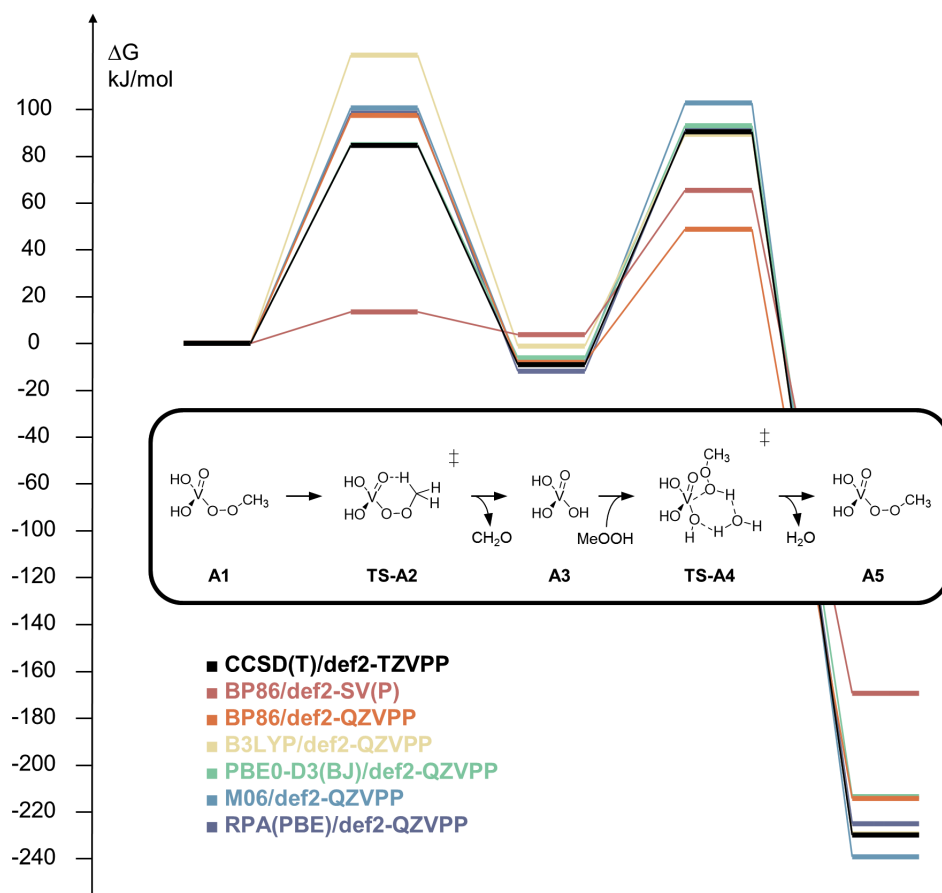 ΔG
kJ/mol
100
80
60
40
20
0
-20
-40
-60
-80
-100
-120
-140
-160
-180
-200
-220
-240
HO O V HO O O CH3
HO O H ‡ V H HO O O H
CH2O
HO O V HO OH
MeOOH
CH3 O ‡ HO O O H V HO O H H O H
H2O
HO O V HO O O CH3
A1 TS-A2 A3 TS-A4 A5
CCSD(T)/def2-TZVPP
BP86/def2-SV(P)
BP86/def2-QZVPP
B3LYP/def2-QZVPP
PBE0-D3(BJ)/def2-QZVPP
M06/def2-QZVPP
RPA(PBE)/def2-QZVPP